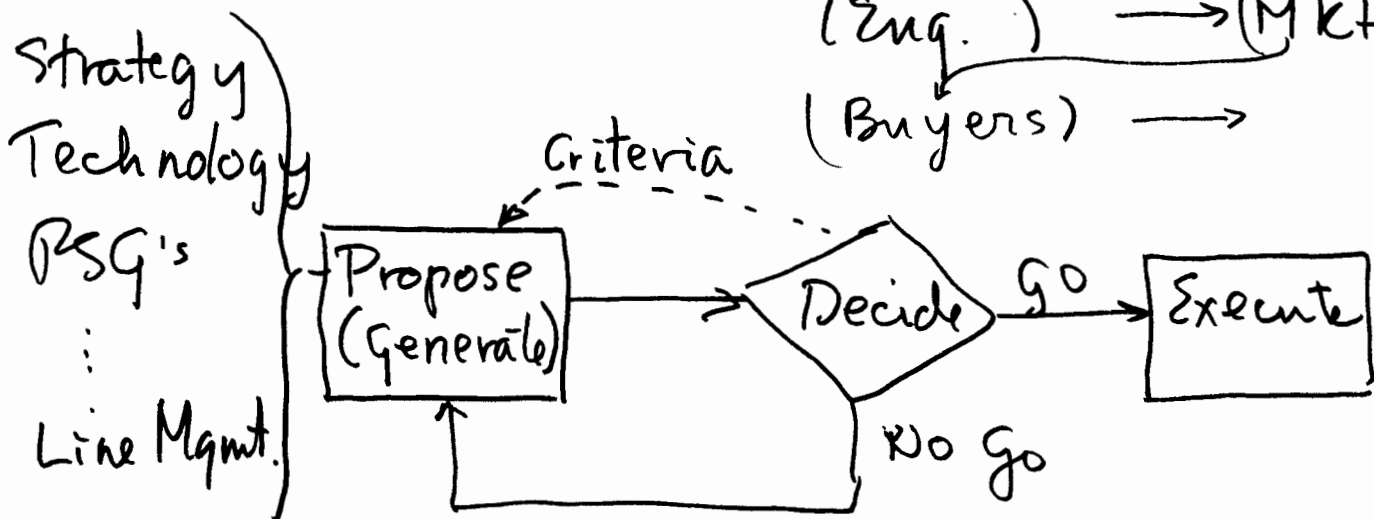 (Eng. ) → (Mkt
(Buyers) →
Strategy
Technology
PSG's
⋮
Line Mgmt.
Criteria
Propose
(Generate)
Decide
GO
Execute
No Go